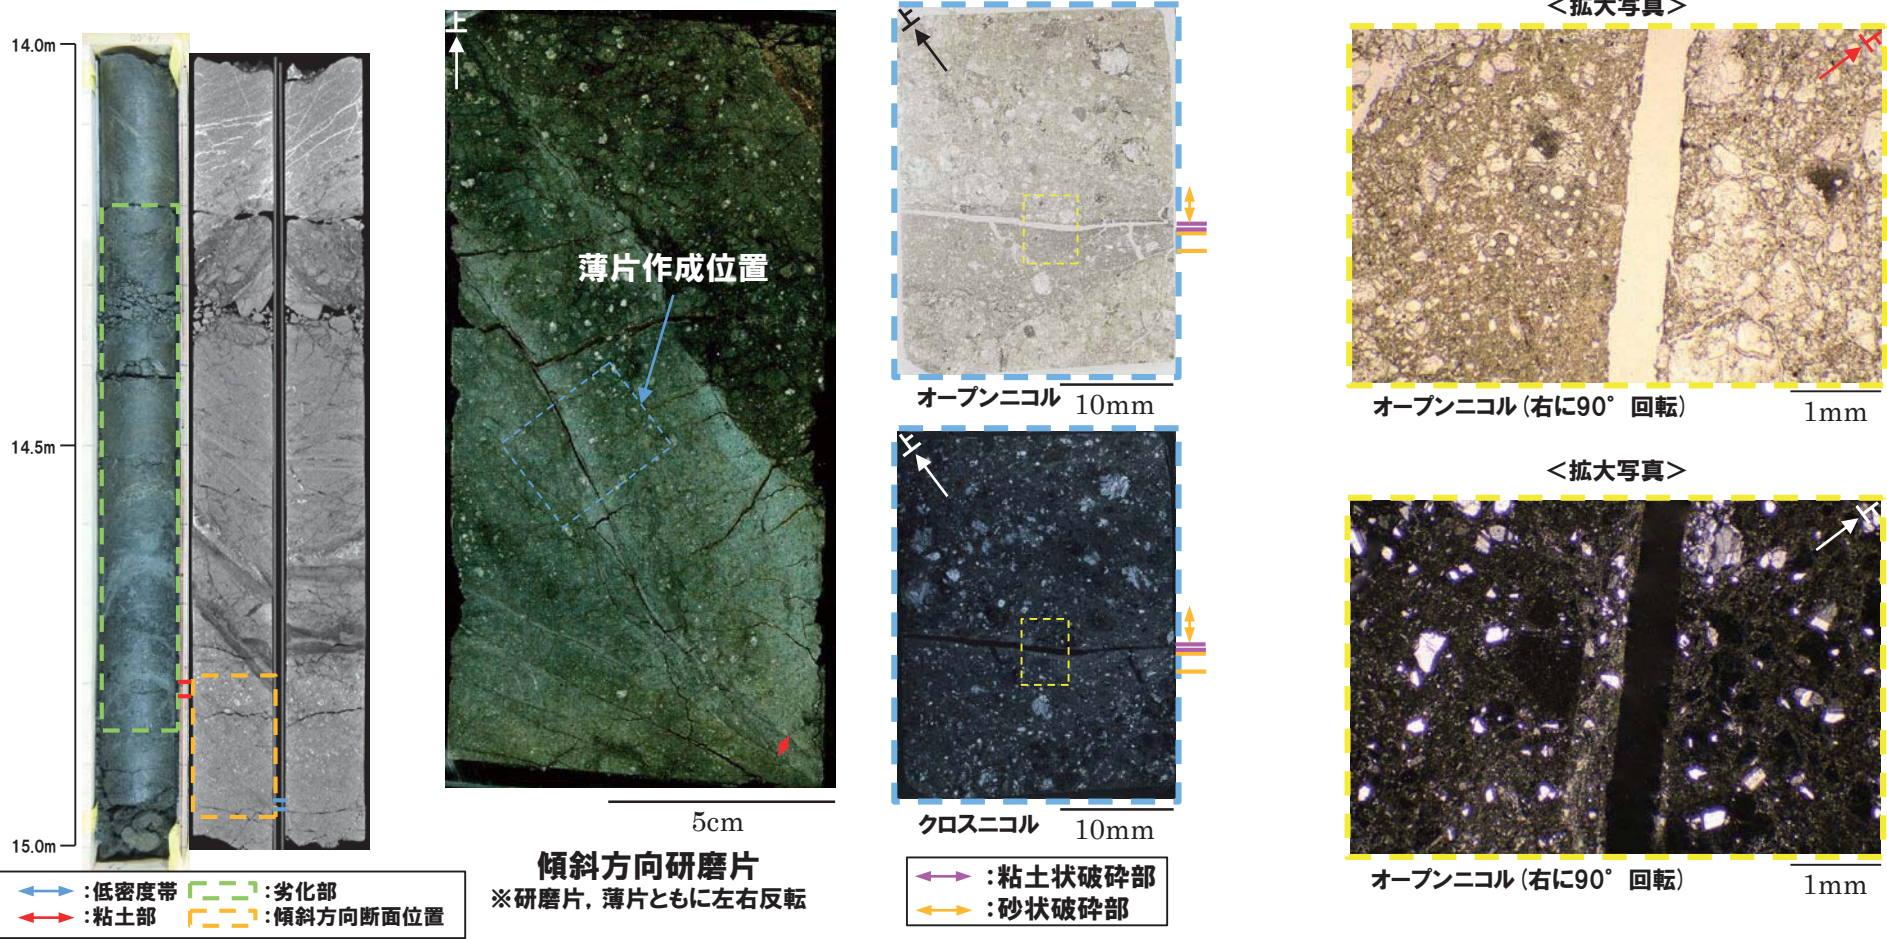 14.0m
14.5m
15.0m
:低密度帯
:劣化部
:粘土部
:傾斜方向断面位置
上
薄片作成位置
5cm
傾斜方向研磨片
※研磨片，薄片ともに左右反転
上
オープンニコル
10mm
上
クロスニコル
10mm
:粘土状破砕部
:砂状破砕部
＜拡大写真＞
上
オープンニコル（右に90°回転）
1mm
＜拡大写真＞
上
オープンニコル（右に90°回転）
1mm